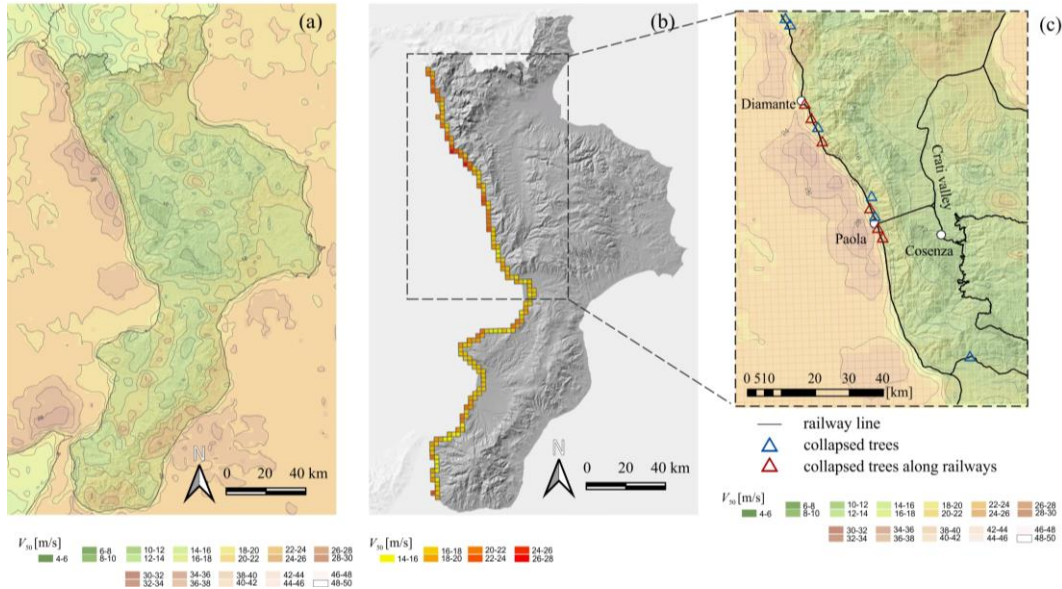 (a)
(b)
(c)
Diamante
Paola
Cosenza
Crati valley
N
0 20 40 km
N
0 20 40 km
0 5 10 20 30 40
[km]
railway line
collapsed trees
collapsed trees along railways
V50 [m/s]
4-6
6-8
8-10
10-12
12-14
14-16
16-18
18-20
20-22
22-24
24-26
26-28
28-30
30-32
32-34
34-36
36-38
38-40
40-42
42-44
44-46
46-48
48-50
V50 [m/s]
14-16
16-18
18-20
20-22
22-24
24-26
26-28
V50 [m/s]
4-6
6-8
8-10
10-12
12-14
14-16
16-18
18-20
20-22
22-24
24-26
26-28
28-30
30-32
32-34
34-36
36-38
38-40
40-42
42-44
44-46
46-48
48-50